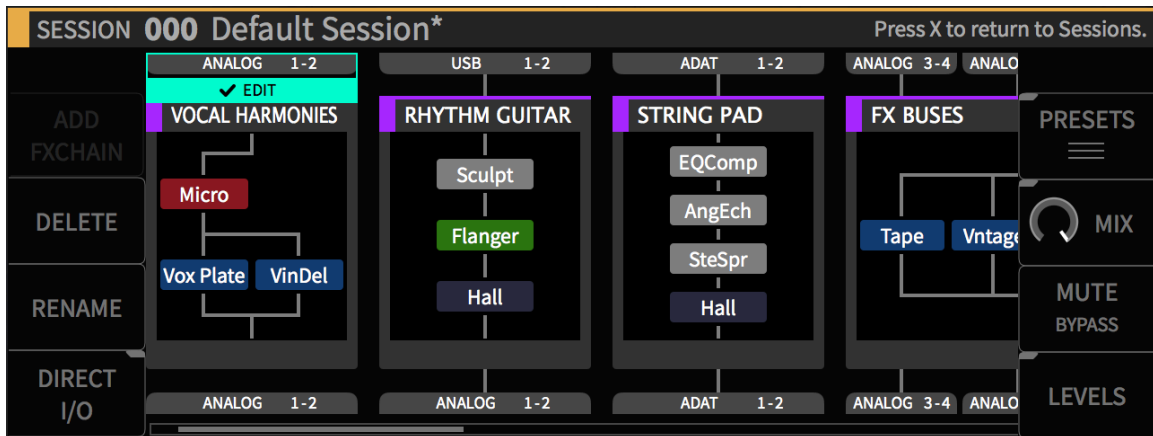 SESSION 000 Default Session*
Press X to return to Sessions.
ADD
FXCHAIN
DELETE
RENAME
DIRECT
I/O
ANALOG 1-2
EDIT
VOCAL HARMONIES
Micro
Vox Plate VinDel
ANALOG 1-2
USB 1-2
RHYTHM GUITAR
Sculpt
Flanger
Hall
ANALOG 1-2
ADAT 1-2
STRING PAD
EQComp
AngEch
SteSpr
Hall
ADAT 1-2
ANALOG 3-4 ANALO
FX BUSES
Tape Vntage
ANALOG 3-4 ANALO
PRESETS
MIX
MUTE
BYPASS
LEVELS